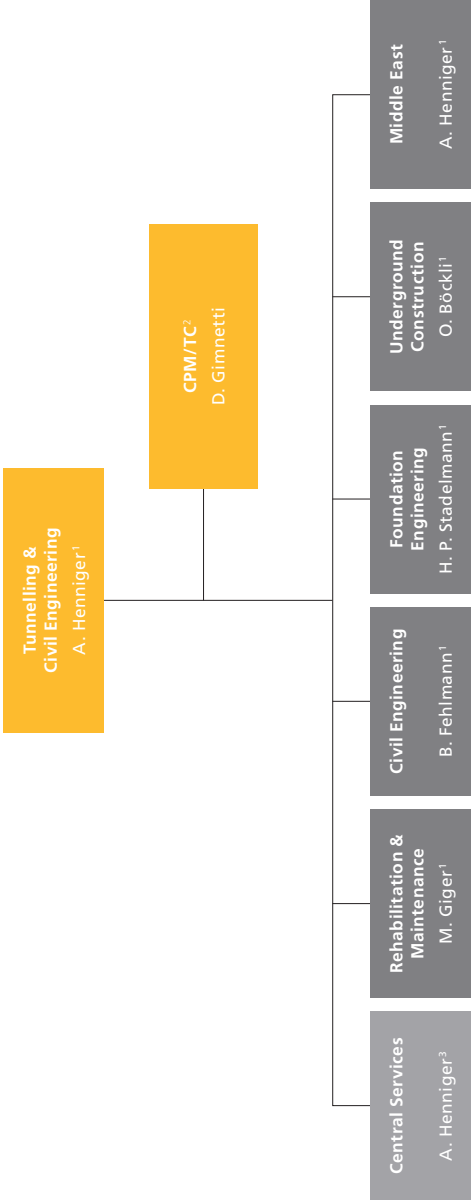 Tunnelling &
Civil Engineering
A. Henniger¹
CPM/TC²
D. Gimnetti
Central Services
A. Henniger³
Rehabilitation &
Maintenance
M. Giger¹
Civil Engineering
B. Fehlmann¹
Foundation
Engineering
H. P. Stadelmann¹
Underground
Construction
O. Böckli¹
Middle East
A. Henniger¹